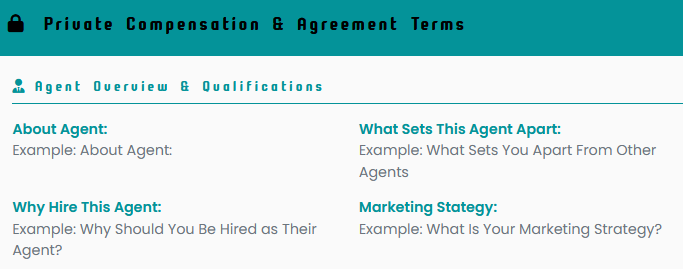 Private Compensation & Agreement Terms
Agent Overview & Qualifications
About Agent:
Example: About Agent:
What Sets This Agent Apart:
Example: What Sets You Apart From Other
Agents
Why Hire This Agent:
Example: Why Should You Be Hired as Their
Agent?
Marketing Stategy:
Example: What Is Your Marketing Strategy?